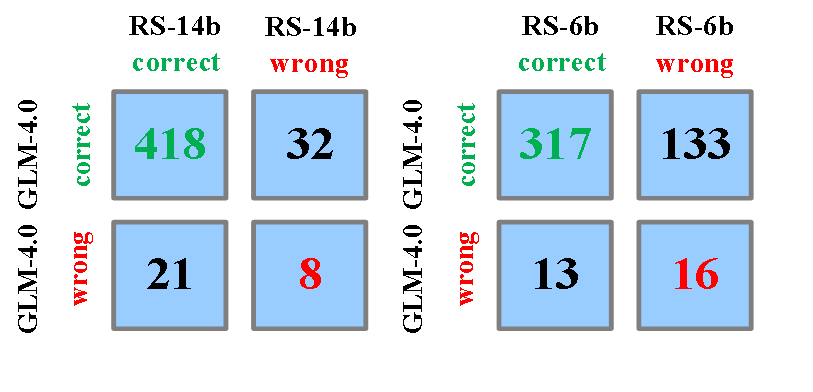 RS-14b RS-14b RS-6b RS-6b
correct wrong correct wrong
GLM-4.0 correct 418 32 GLM-4.0 correct 317 133
GLM-4.0 wrong 21 8 GLM-4.0 wrong 13 16